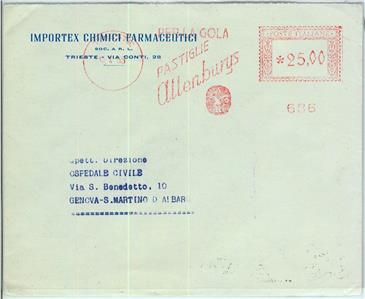 IMPORTEX CHIMICI FARMACEUTICI
SOC. A R. L.
TRIESTE - VIA CONTI, 28
PER LA GOLA
PASTIGLIE
Allenburys
POSTE ITALIANE
*25,00
686
Spett. Direzione
OSPEDALE CIVILE
Via S. Benedetto, 10
GENOVA-S.MARTINO D ALBARO